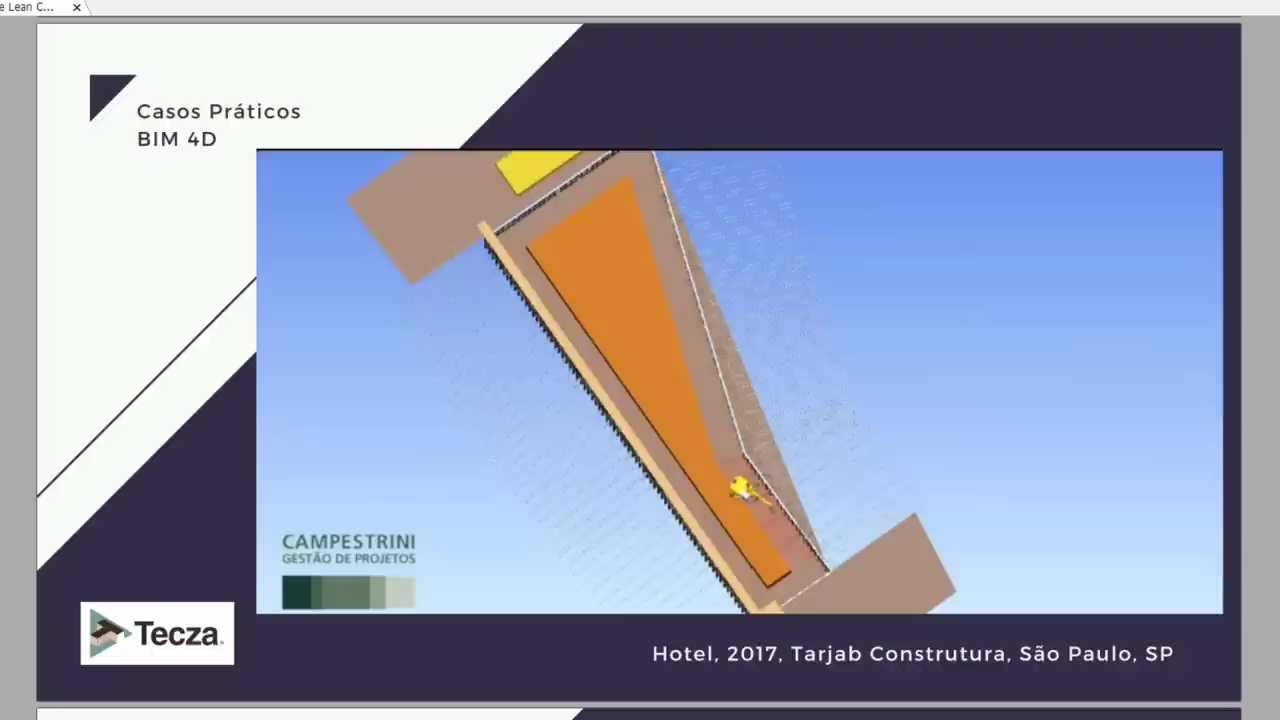 e Lean C...
Casos Práticos
BIM 4D
CAMPESTRINI
GESTÃO DE PROJETOS
Tecza.
Hotel, 2017, Tarjab Construtura, São Paulo, SP